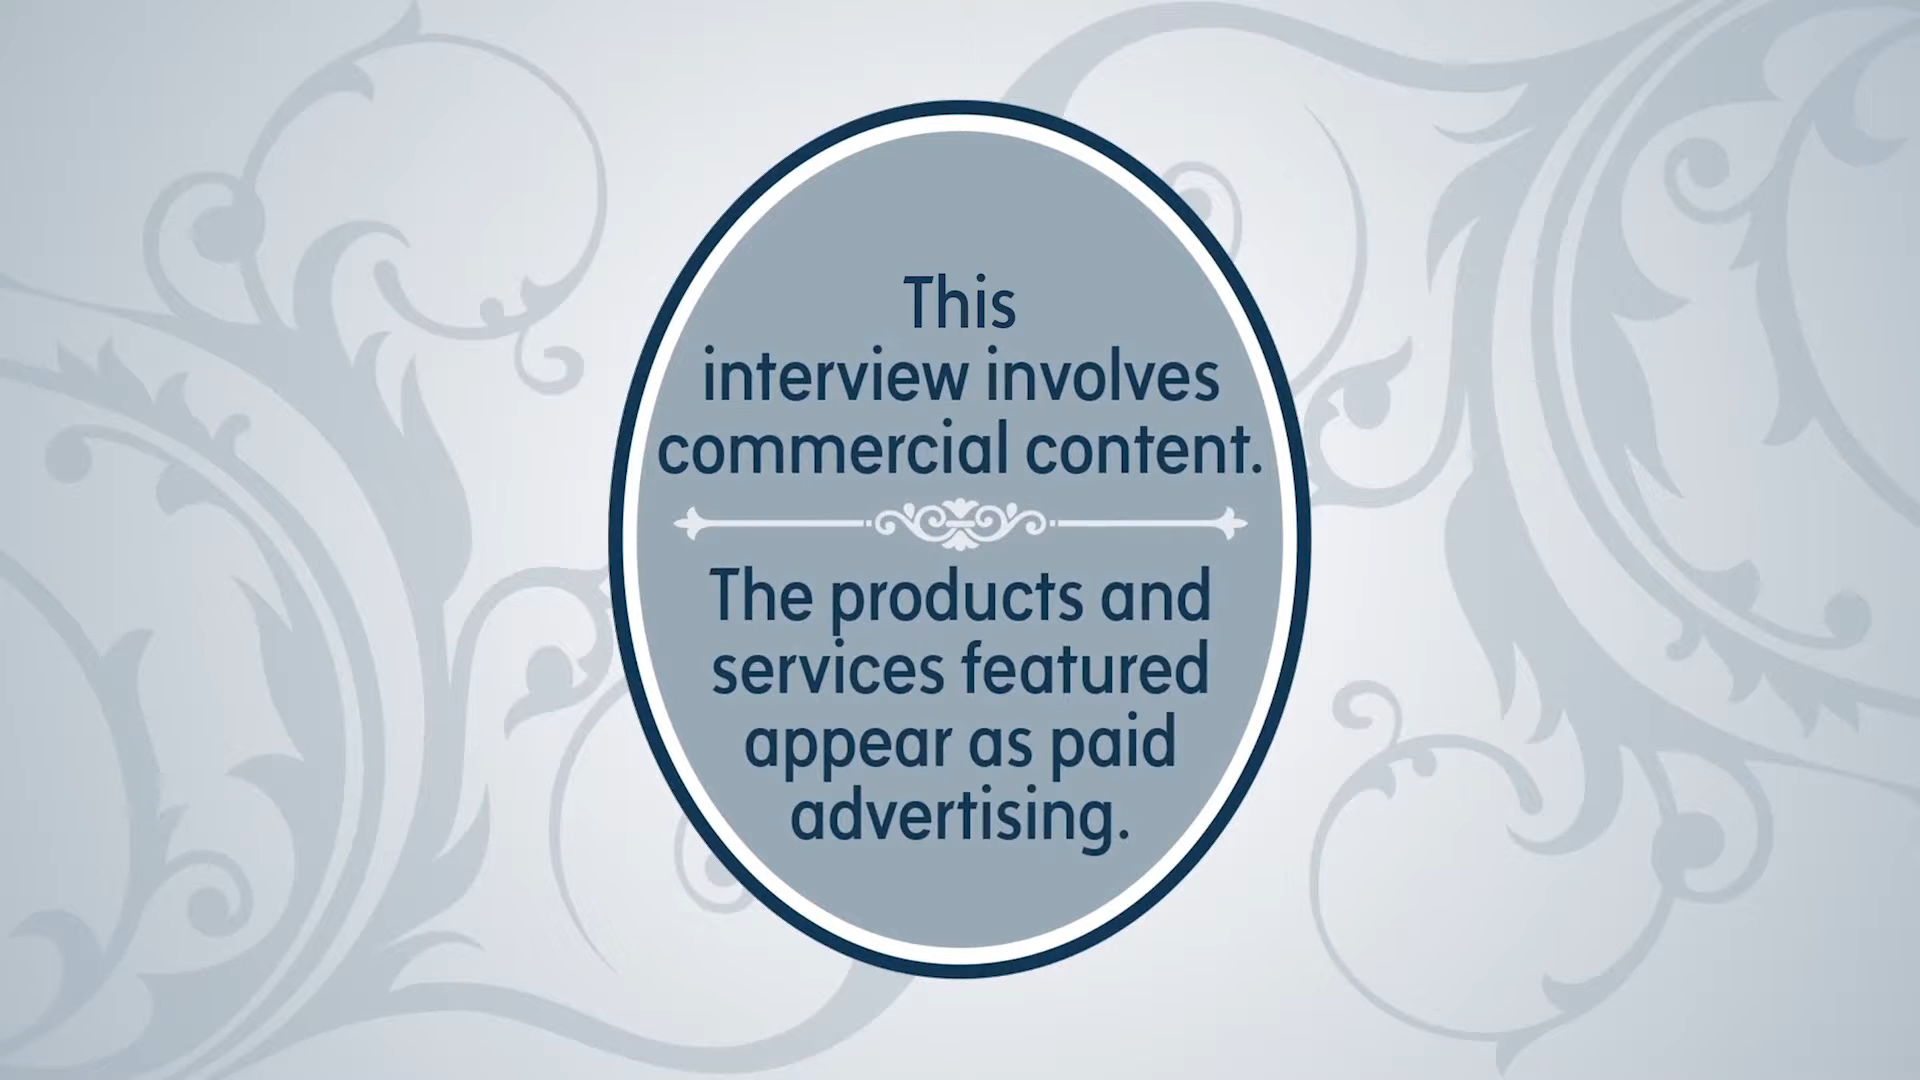 This
interview involves
commercial content.
The products and
services featured
appear as paid
advertising.